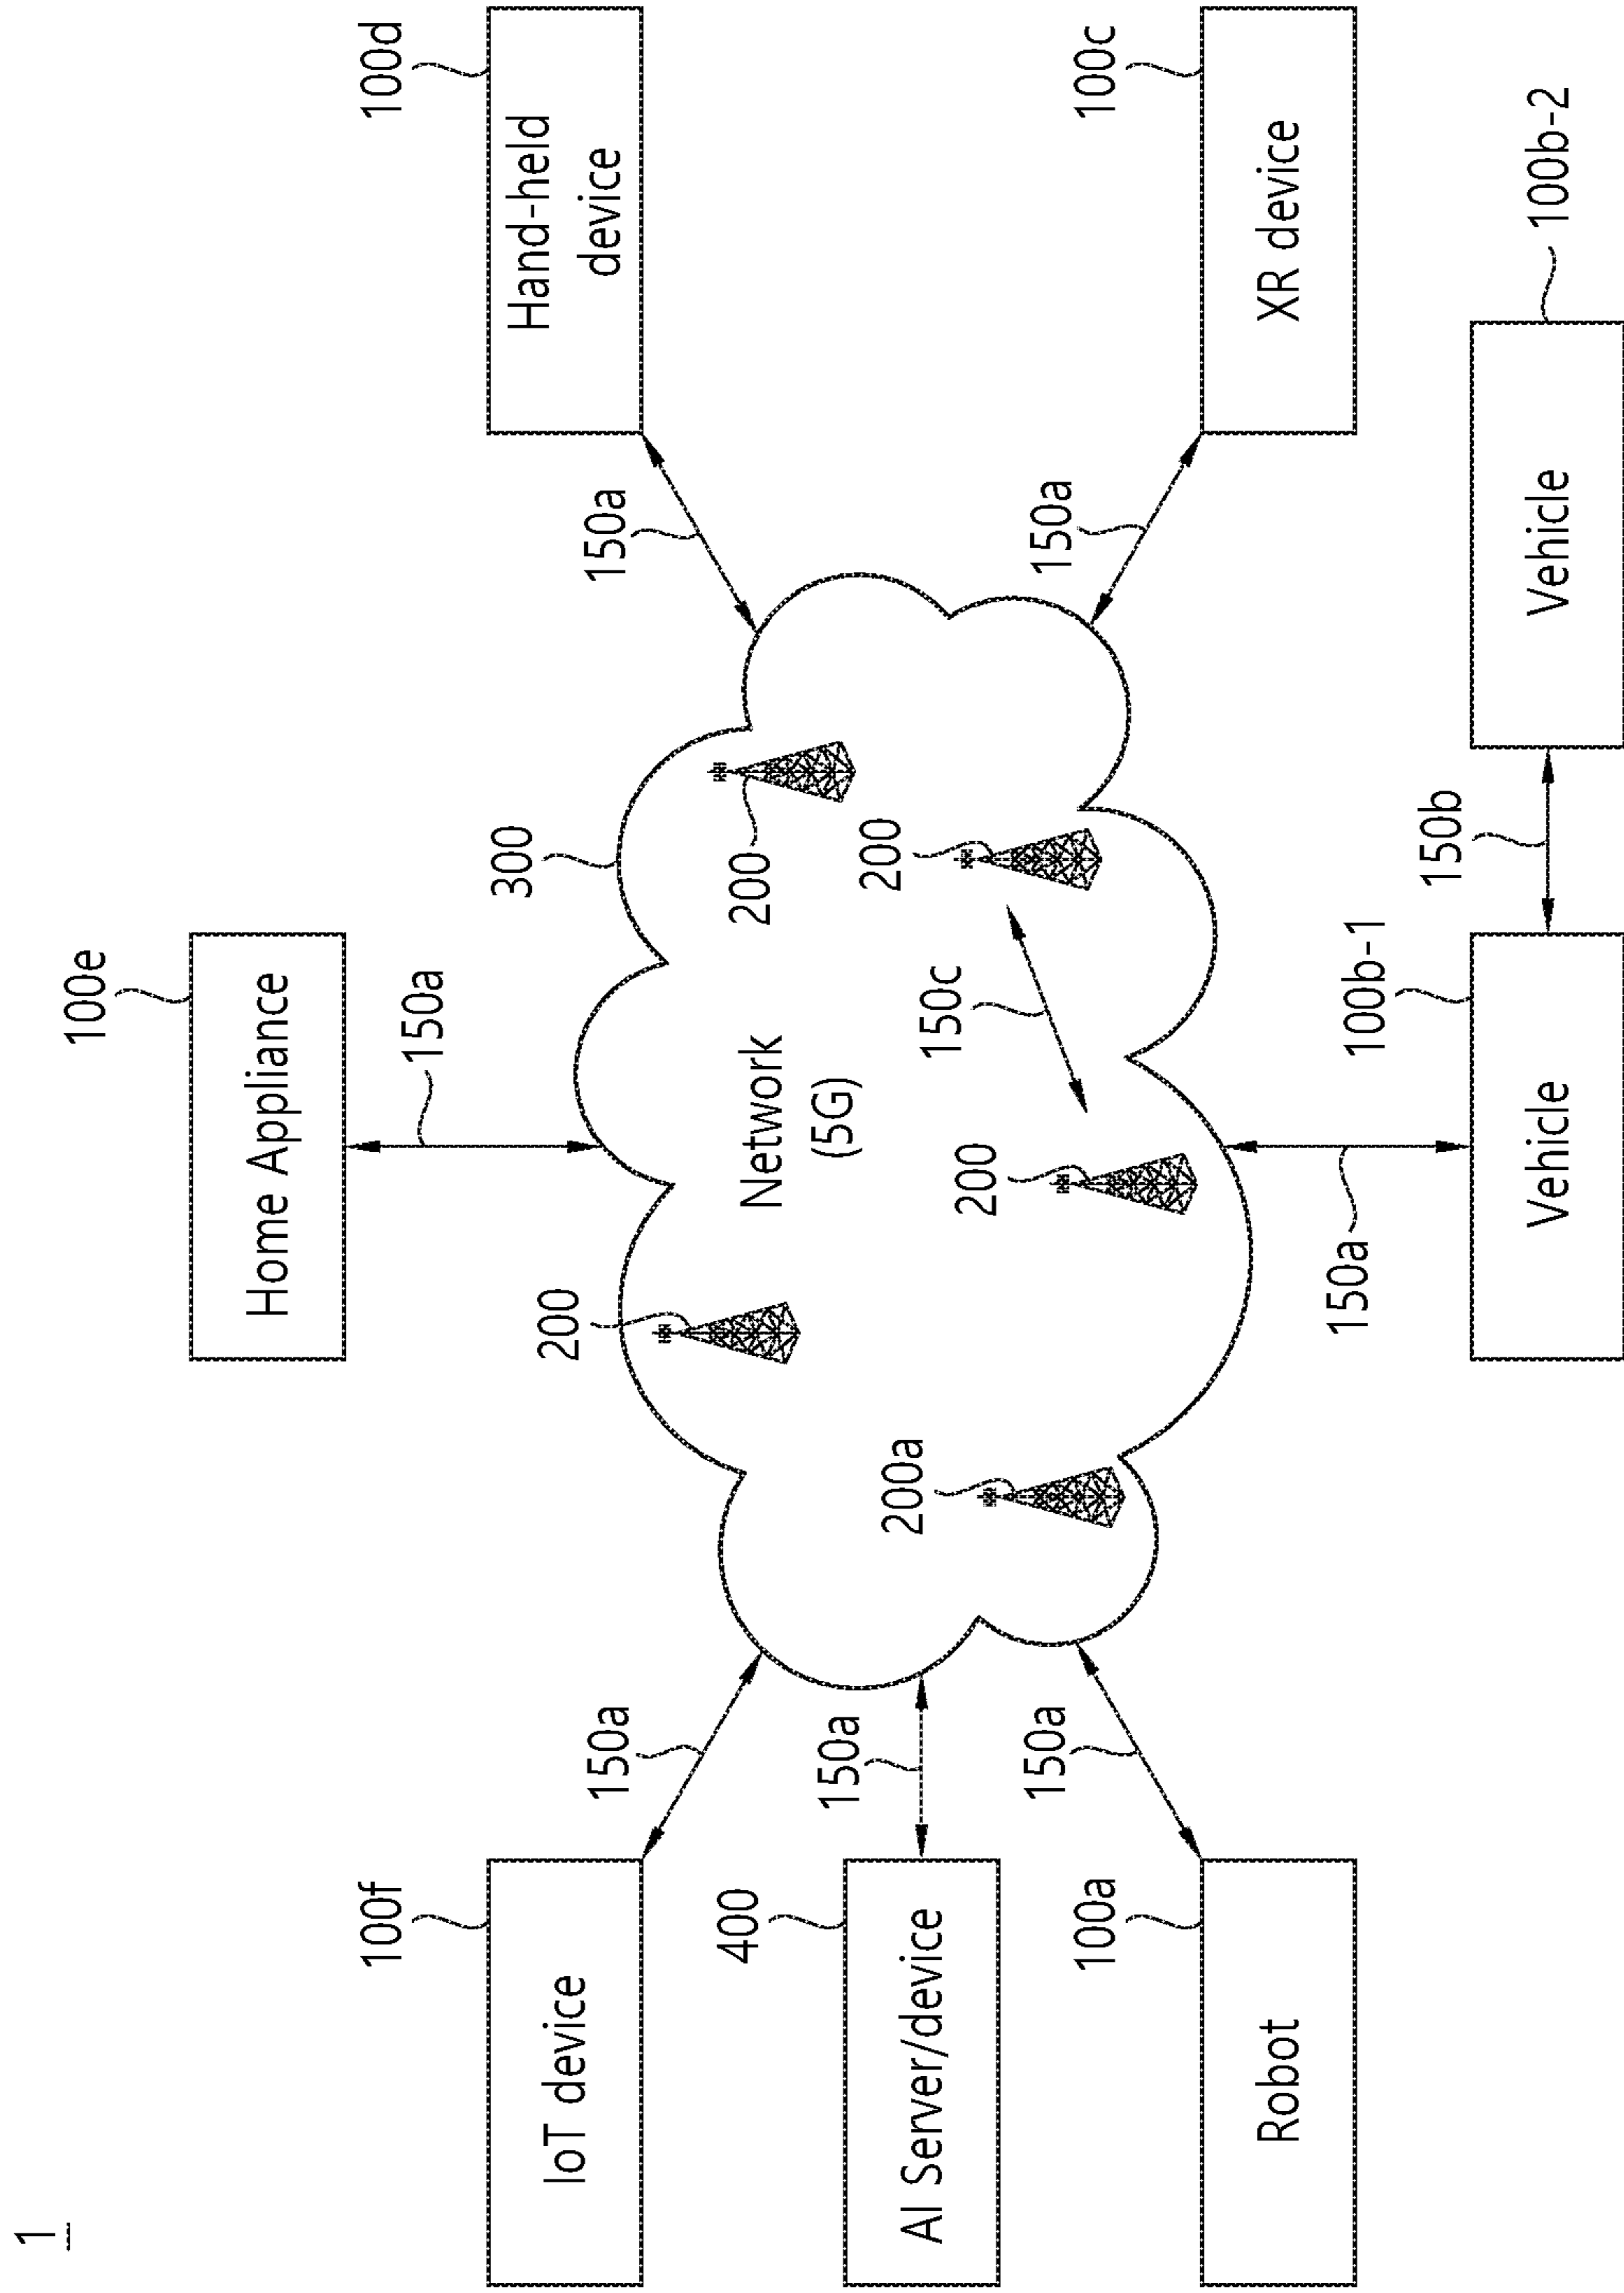 1
100e
Home Appliance
150a
100f
100d
300
IoT device
200
Hand-held
device
150a
150a
400
Network
(5G)
200
150a
200
200a
AI Server/device
150c
200
150a
150a
100a
100c
Robot
XR device
150a
100b-1
150b
Vehicle
Vehicle
100b-2